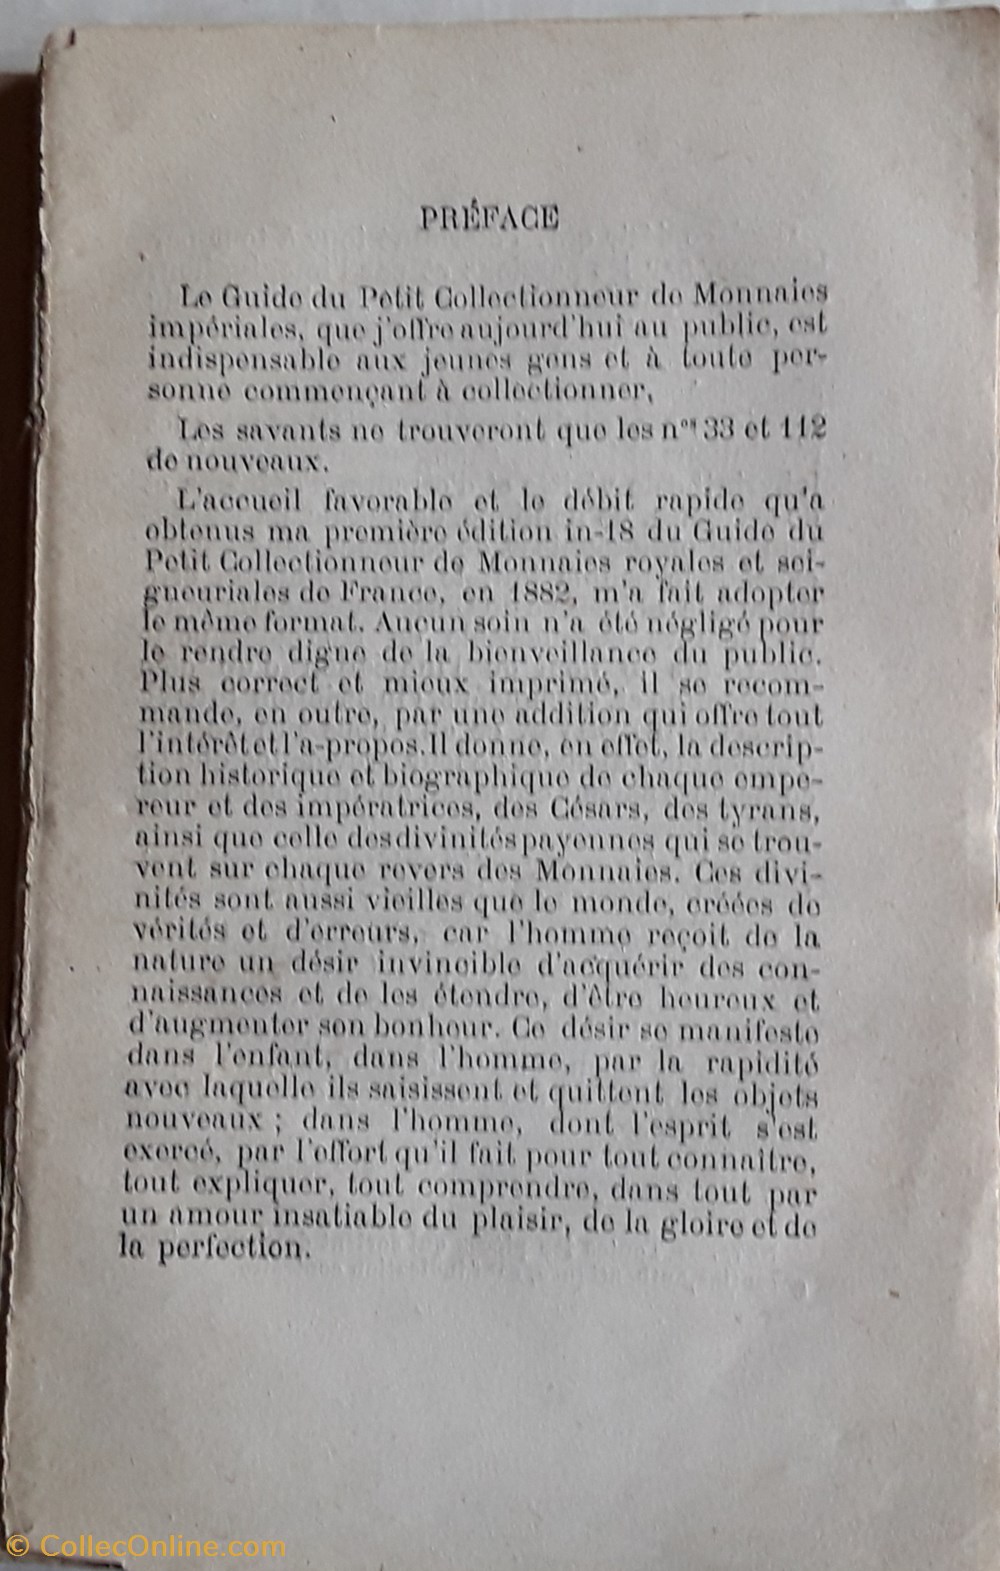 PRÉFACE
Le Guide du Petit Collectionneur de Monnaies
impériales, que j'offre aujourd'hui au public, est
indispensable aux jeunes gens et à toute per-
sonne commençant à collectionner,
Les savants ne trouveront que les nos 33 et 112
de nouveaux.
L'accueil favorable et le débit rapide qu'a
obtenus ma première édition in-18 du Guide du
Petit Collectionneur de Monnaies royales et sei-
gneuriales de France, en 1882, m'a fait adopter
le même format. Aucun soin n'a été négligé pour
le rendre digne de la bienveillance du public.
Plus correct et mieux imprimé, il se recom-
mande, en outre, par une addition qui offre tout
l'intérêt et l'a-propos. Il donne, en effet, la descrip-
tion historique et biographique de chaque empe-
reur et des impératrices, des Césars, des tyrans,
ainsi que celle des divinités payennes qui se trou-
vent sur chaque revers des Monnaies. Ces divi-
nités sont aussi vieilles que le monde, créées de
vérités et d'erreurs, car l'homme reçoit de la
nature un désir invincible d'acquérir des con-
naissances et de les étendre, d'être heureux et
d'augmenter son bonheur. Ce désir se manifeste
dans l'enfant, dans l'homme, par la rapidité
avec laquelle ils saisissent et quittent les objets
nouveaux ; dans l'homme, dont l'esprit s'est
exercé, par l'effort qu'il fait pour tout connaître,
tout expliquer, tout comprendre, dans tout par
un amour insatiable du plaisir, de la gloire et de
la perfection.
© CollecOnline.com